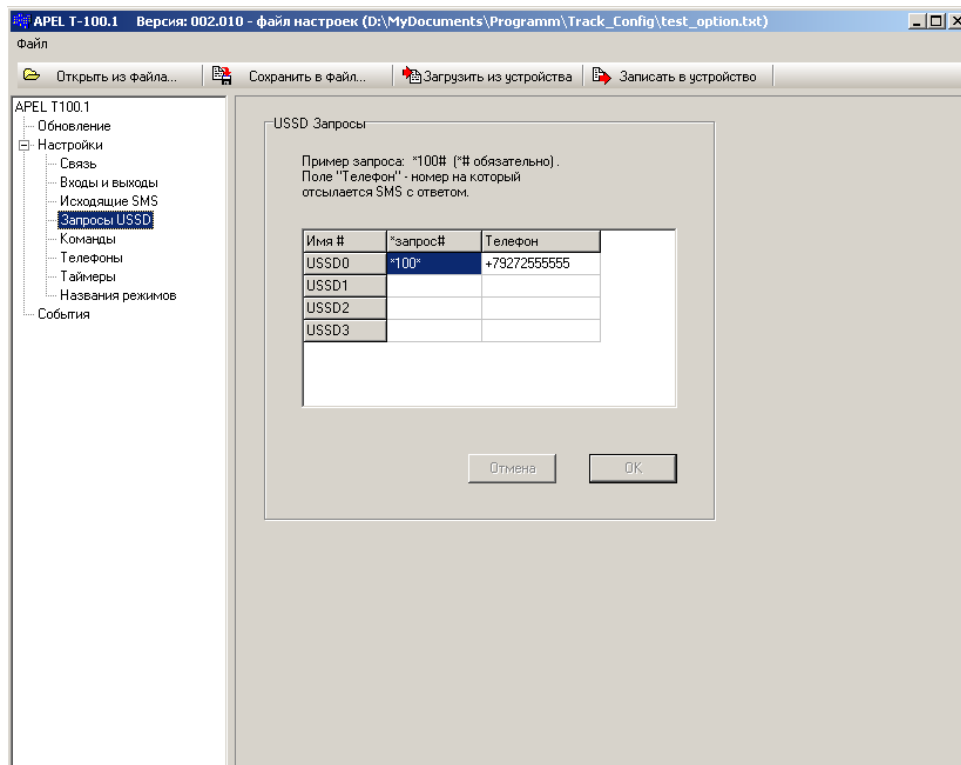 APEL T-100.1 Версия: 002.010 - файл настроек (D:\MyDocuments\Programm\Track_Config\test_option.txt)
Файл
Открыть из файла... Сохранить в файл... Загрузить из устройства Записать в устройство
APEL T100.1
Обновление
Настройки
Связь
Входы и выходы
Исходящие SMS
Запросы USSD
Команды
Телефоны
Таймеры
Названия режимов
События
USSD Запросы
Пример запроса: *100# (*# обязательно) .
Поле "Телефон" - номер на который
отсылается SMS с ответом.
Имя # *запрос# Телефон
USSD0 *100* +79272555555
USSD1
USSD2
USSD3
Отмена OK